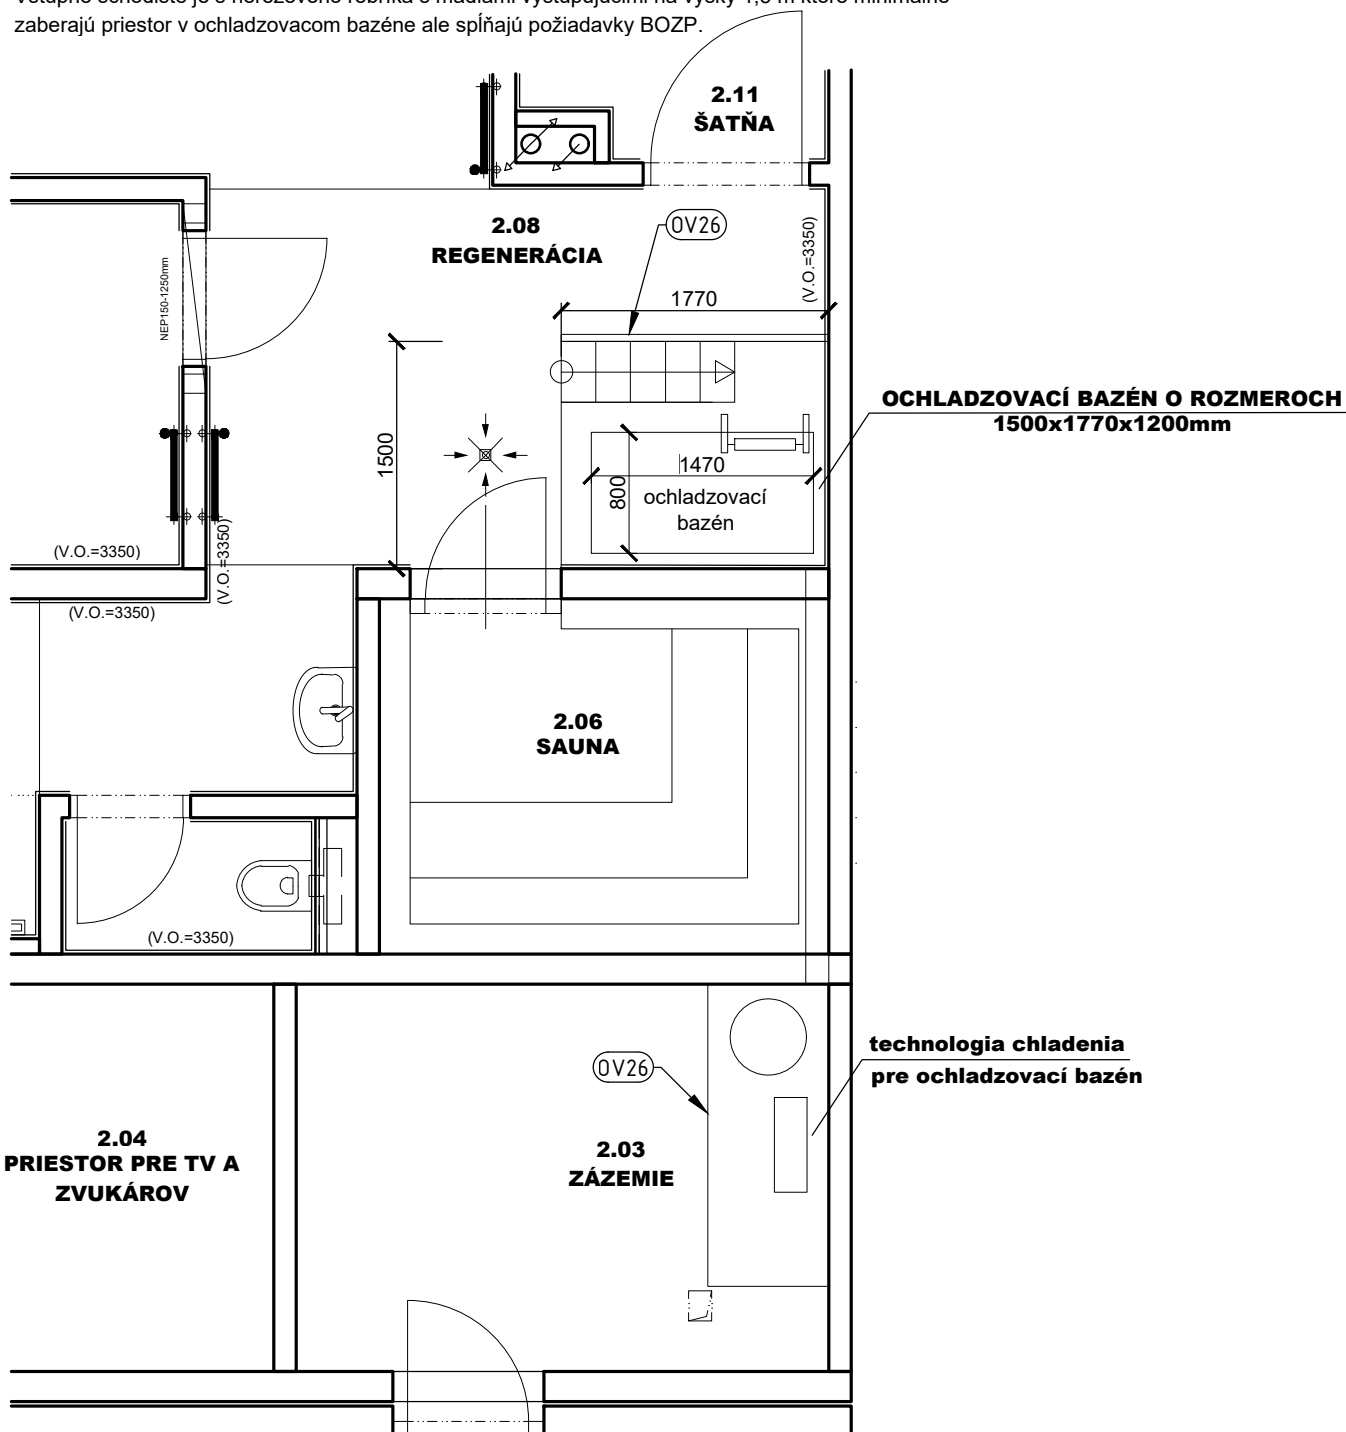 zaberajú priestor v ochladzovacom bazéne ale spĺňajú požiadavky BOZP.
2.11
ŠATŇA
2.08
REGENERÁCIA
OV26
(V.O.=3350)
NEP150-1250mm
1770
OCHLADZOVACÍ BAZÉN O ROZMEROCH
1500x1770x1200mm
1500
1470
800
ochladzovací
bazén
(V.O.=3350)
(V.O.=3350)
(V.O.=3350)
2.06
SAUNA
(V.O.=3350)
technologia chladenia
pre ochladzovací bazén
OV26
2.04
PRIESTOR PRE TV A
ZVUKÁROV
2.03
ZÁZEMIE